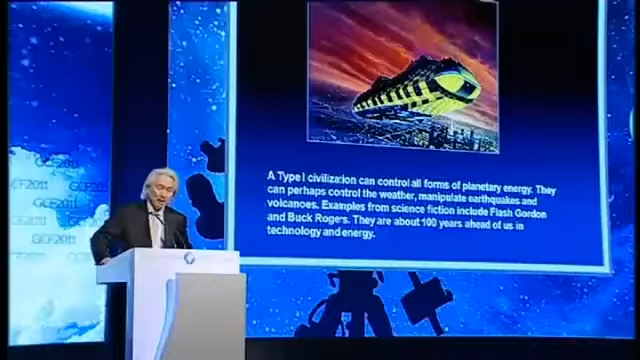 A Type I civilization can control all forms of planetary energy. They
can perhaps control the weather, manipulate earthquakes and
volcanoes. Examples from science fiction include Flash Gordon
and Buck Rogers. They are about 100 years ahead of us in
technology and energy.
GCF2011
GCF2011
GCF2011
GCF2011